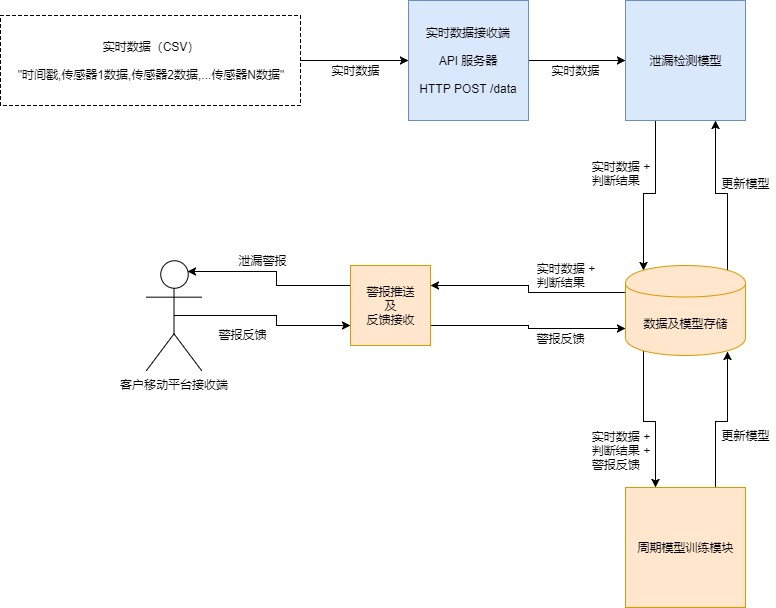 实时数据（CSV）
"时间戳,传感器1数据,传感器2数据,...传感器N数据"
实时数据
实时数据接收端
API 服务器
HTTP POST /data
实时数据
泄漏检测模型
实时数据 +
判断结果
更新模型
泄漏警报
警报反馈
客户移动平台接收端
警报推送
及
反馈接收
实时数据 +
判断结果
警报反馈
数据及模型存储
实时数据 +
判断结果 +
警报反馈
更新模型
周期模型训练模块